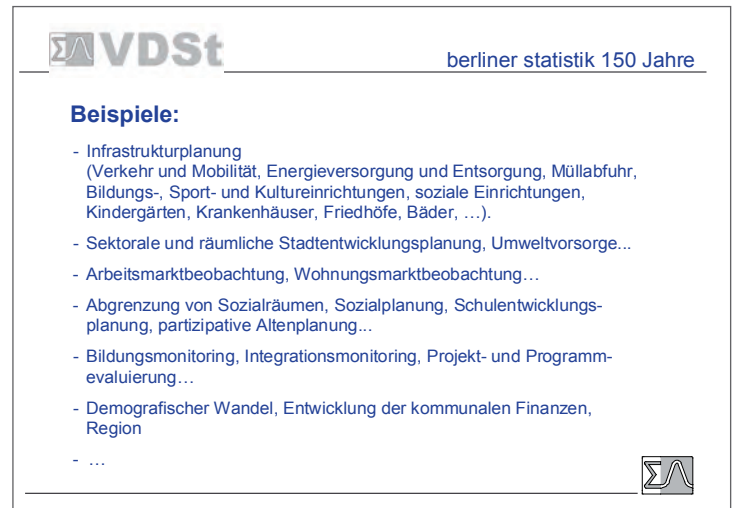 ΣΛ VDSt
berliner statistik 150 Jahre
Beispiele:
- Infrastrukturplanung
(Verkehr und Mobilität, Energieversorgung und Entsorgung, Müllabfuhr,
Bildungs-, Sport- und Kultureinrichtungen, soziale Einrichtungen,
Kindergärten, Krankenhäuser, Friedhöfe, Bäder, …).
- Sektorale und räumliche Stadtentwicklungsplanung, Umweltvorsorge...
- Arbeitsmarktbeobachtung, Wohnungsmarktbeobachtung…
- Abgrenzung von Sozialräumen, Sozialplanung, Schulentwicklungs-
planung, partizipative Altenplanung...
- Bildungsmonitoring, Integrationsmonitoring, Projekt- und Programm-
evaluierung…
- Demografischer Wandel, Entwicklung der kommunalen Finanzen,
Region
- …
Σ